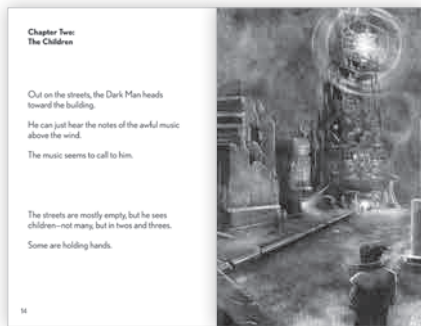 Chapter Two:
The Children
Out on the streets, the Dark Man heads
toward the building.
He can just hear the notes of the awful music
above the wind.
The music seems to call to him.
The streets are mostly empty, but he sees
children–not many, but in twos and threes.
Some are holding hands.
14